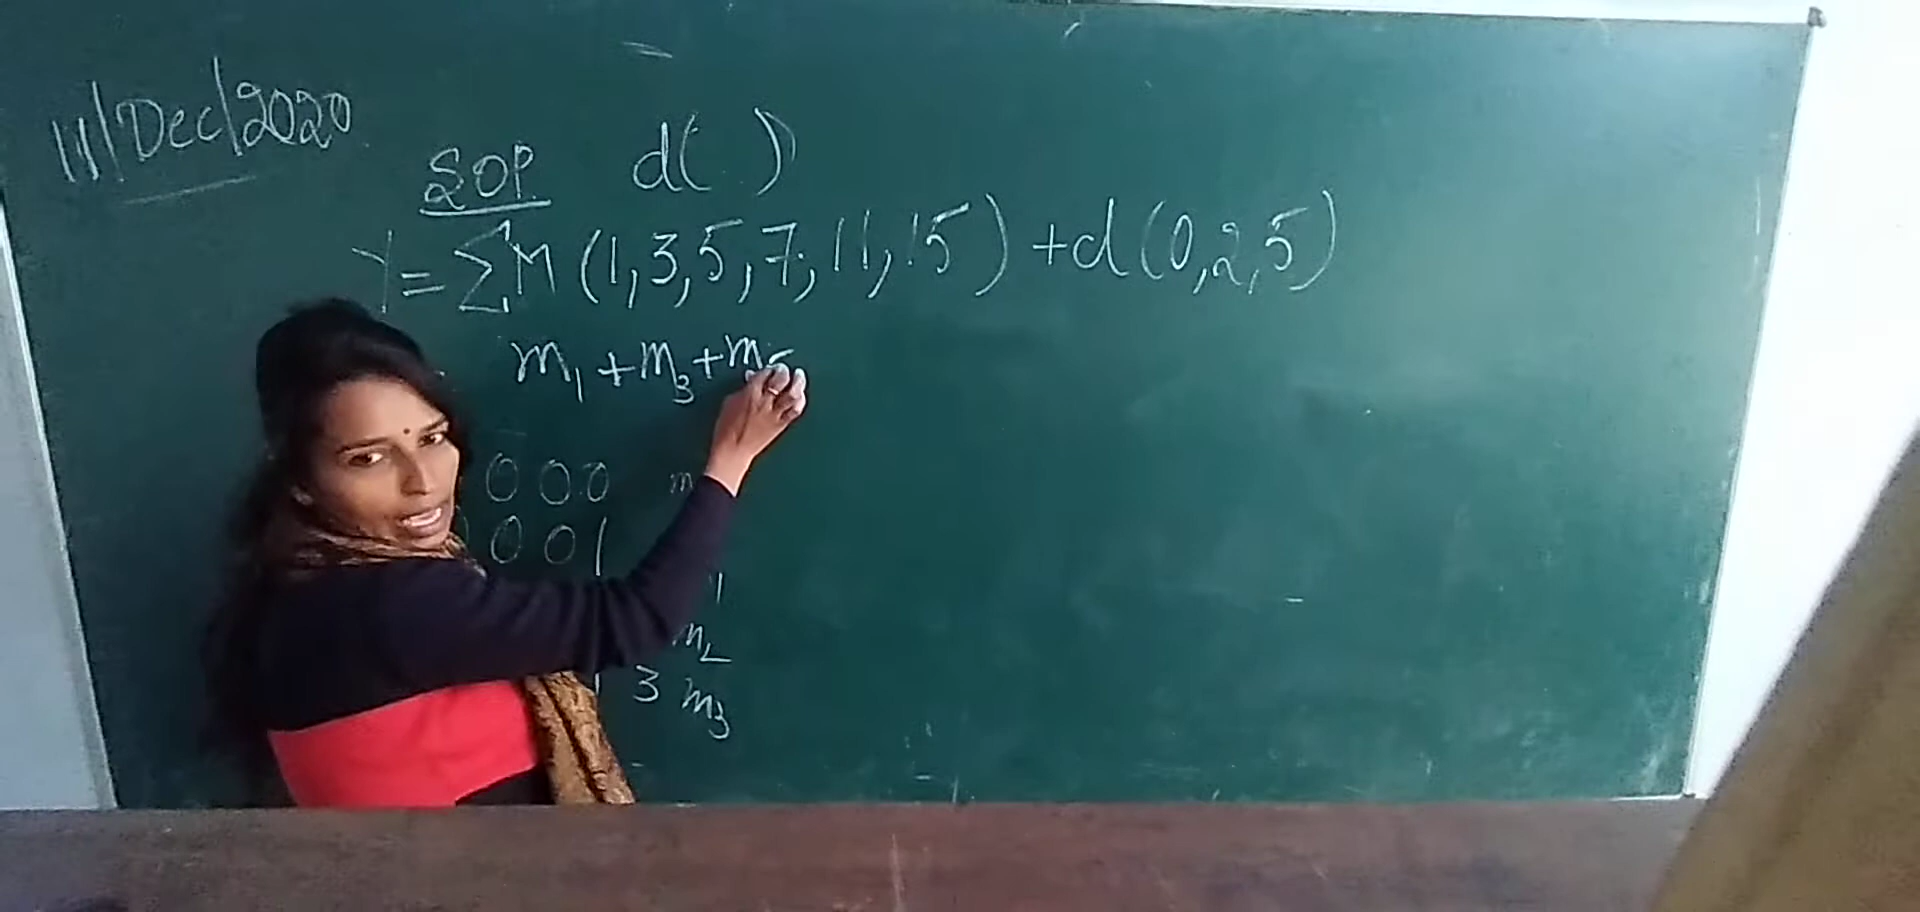 11/Dec/2020
SOP d( )
Y = ΣM (1,3,5,7,11,15) + d(0,2,5)
m₁ + m₃ + m₅
0 0 0 m
0 0 1
1
m₂
3 m₃